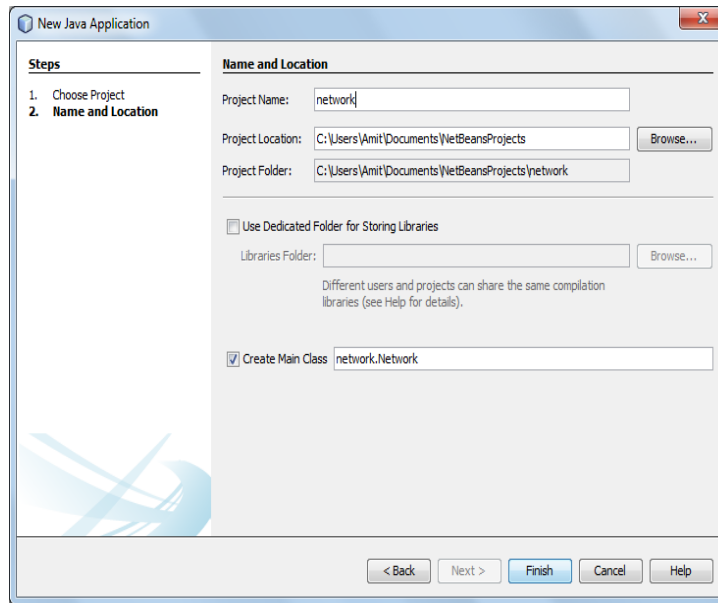 New Java Application
Steps
1. Choose Project
2. Name and Location
Name and Location
Project Name: network
Project Location: C:\Users\Amit\Documents\NetBeansProjects Browse...
Project Folder: C:\Users\Amit\Documents\NetBeansProjects\network
Use Dedicated Folder for Storing Libraries
Libraries Folder: Browse...
Different users and projects can share the same compilation
libraries (see Help for details).
Create Main Class network.Network
< Back Next > Finish Cancel Help